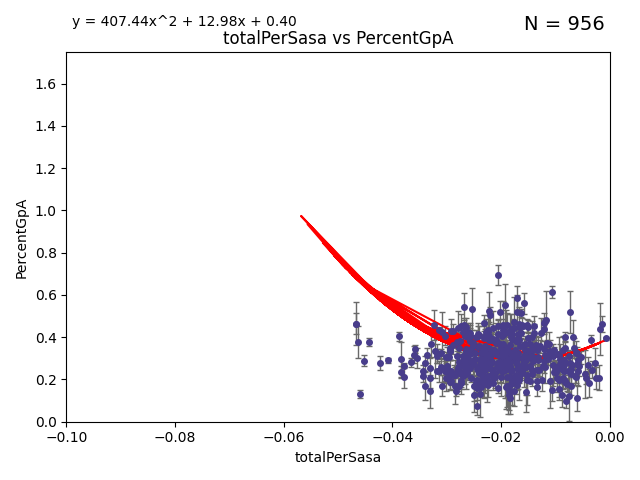 y = 407.44x^2 + 12.98x + 0.40
N = 956
totalPerSasa vs PercentGpA
1.6
1.4
1.2
1.0
0.8
0.6
0.4
0.2
0.0
PercentGpA
−0.10 −0.08 −0.06 −0.04 −0.02 0.00
totalPerSasa